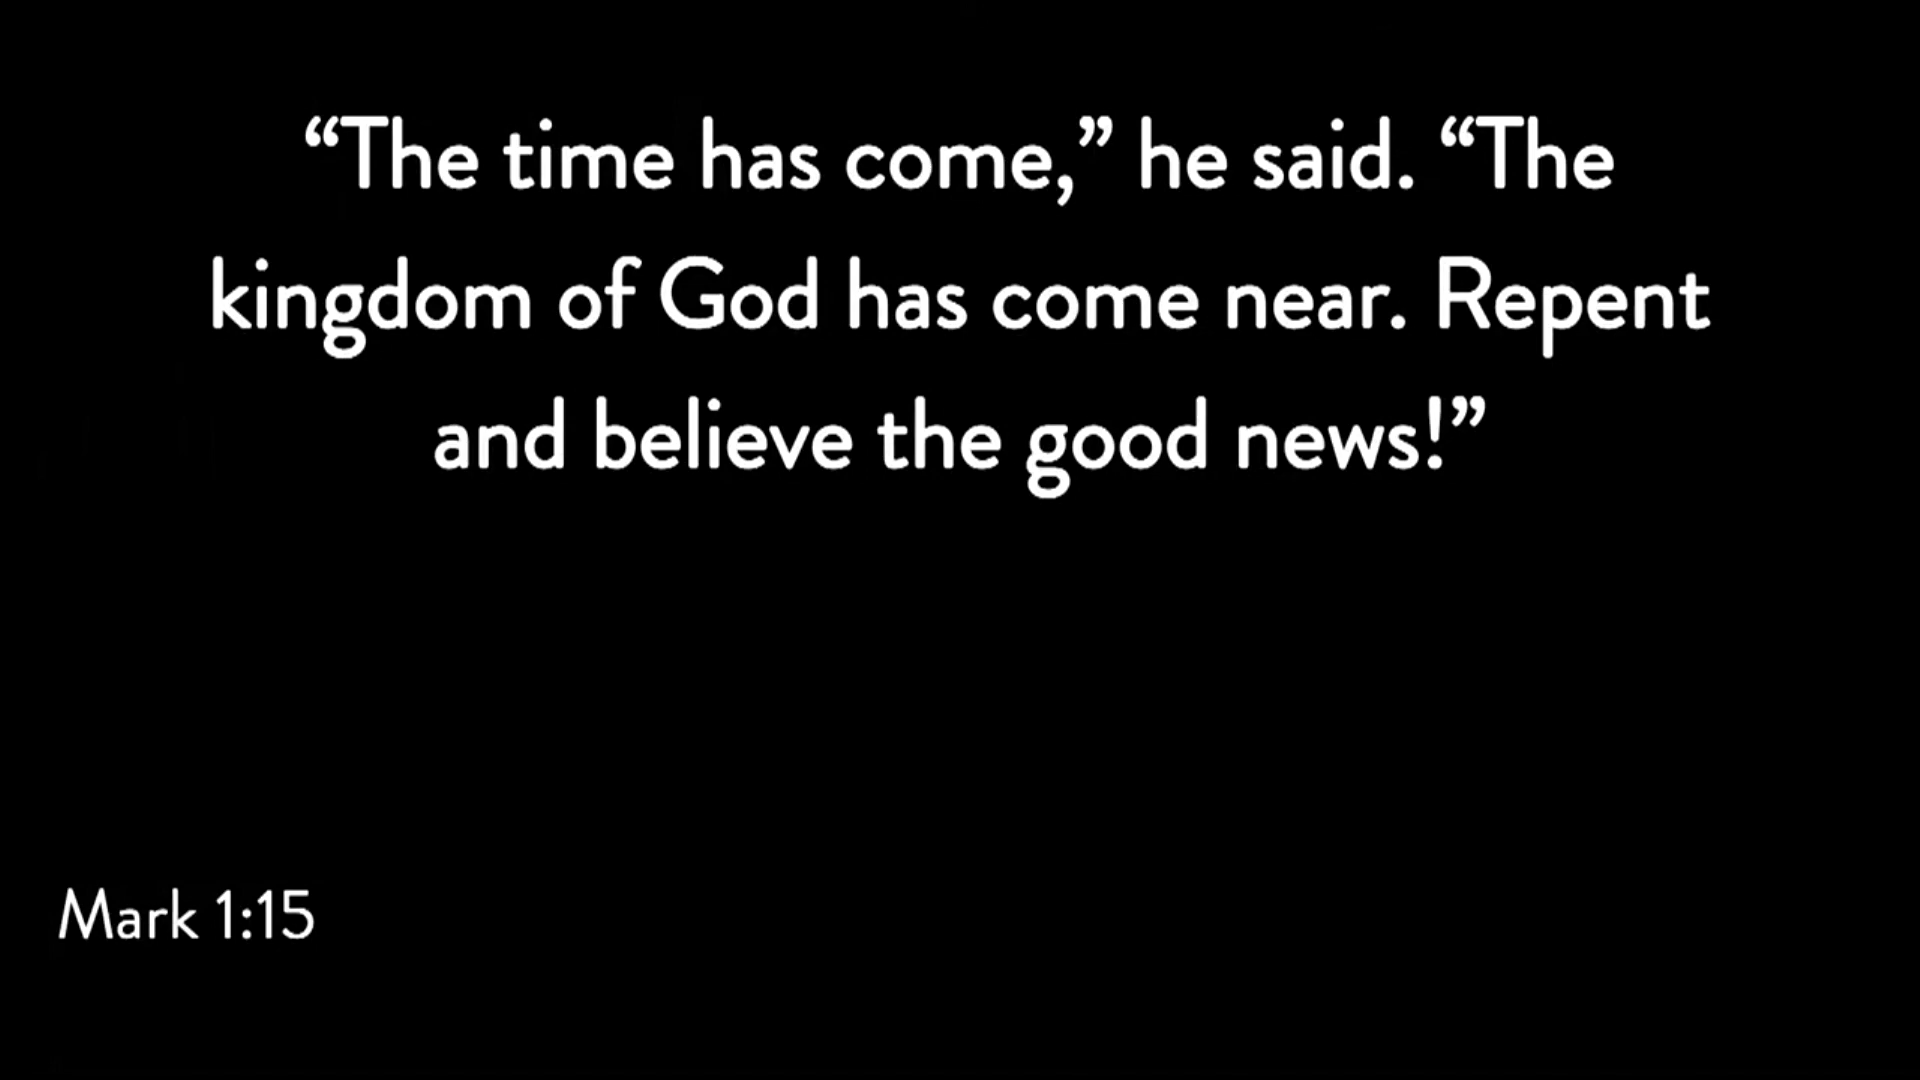 “The time has come,” he said. “The
kingdom of God has come near. Repent
and believe the good news!”
Mark 1:15